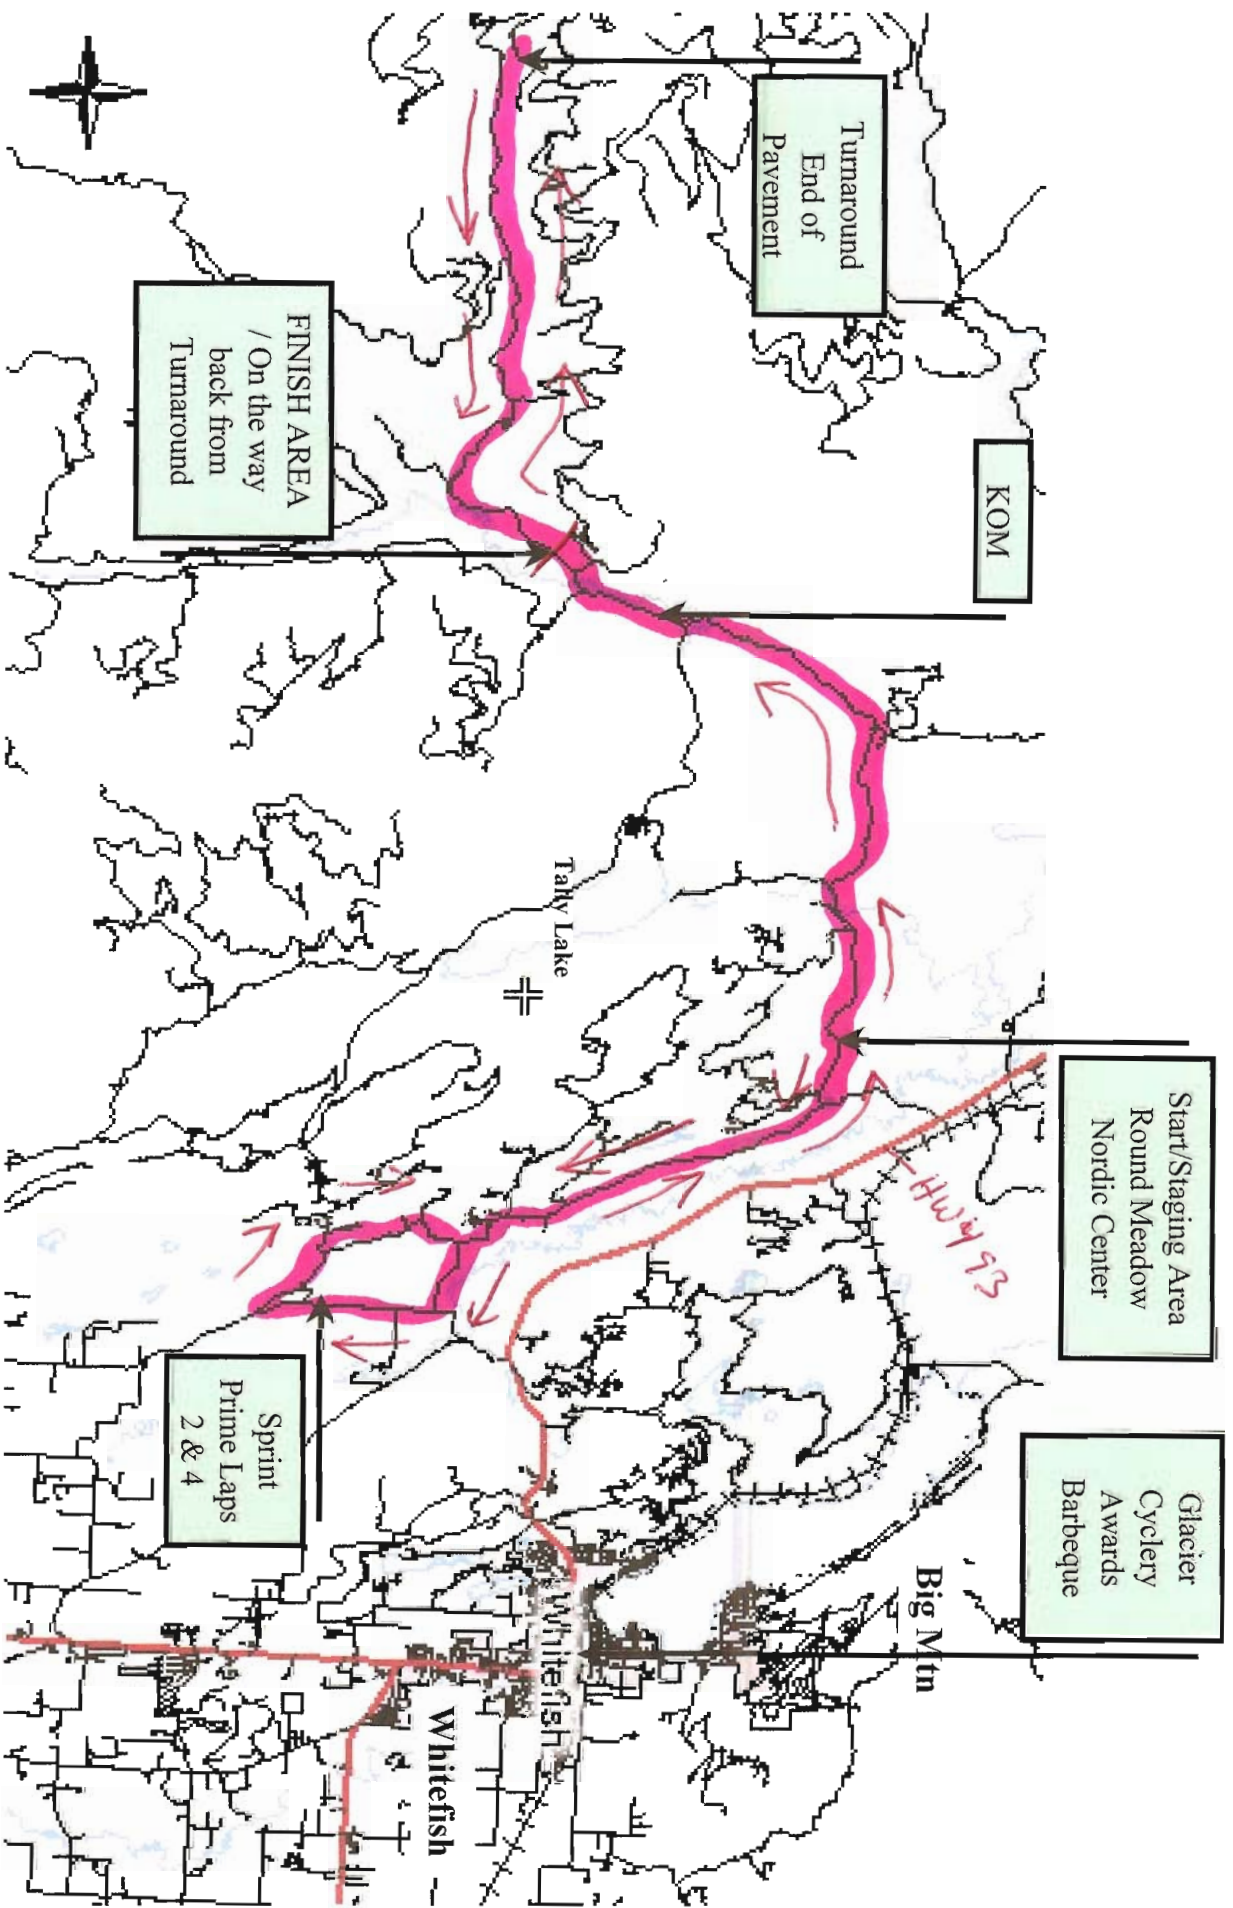 Turnaround
End of
Pavement
KOM
FINISH AREA
/ On the way
back from
Turnaround
Start/Staging Area
Round Meadow
Nordic Center
Hwy 93
Tally Lake
Sprint
Prime Laps
2 & 4
Glacier
Cyclery
Awards
Barbeque
Big Mtn
Whitefish
Whitefish